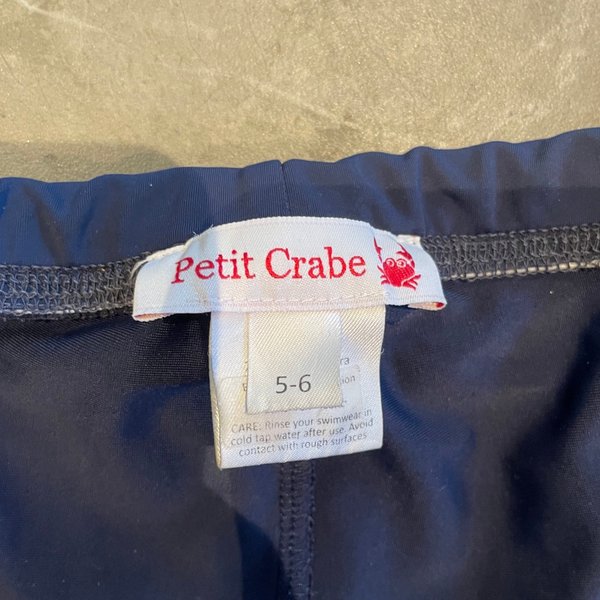 Petit Crabe
5-6
CARE: Rinse your swimwear in
cold tap water after use. Avoid
contact with rough surfaces